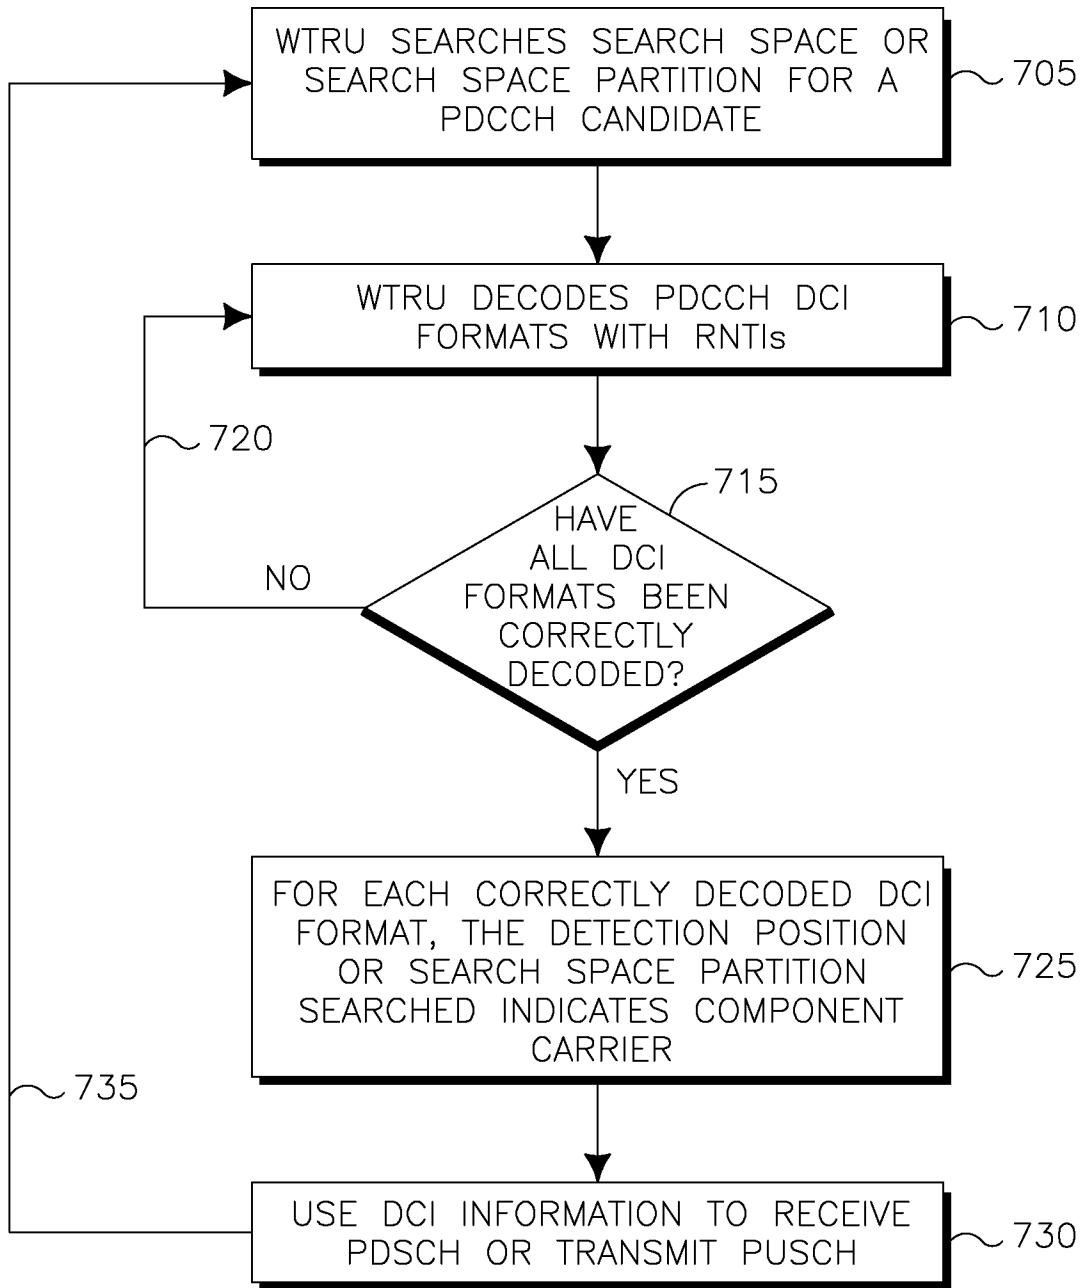 WTRU SEARCHES SEARCH SPACE OR
SEARCH SPACE PARTITION FOR A
PDCCH CANDIDATE
705
WTRU DECODES PDCCH DCI
FORMATS WITH RNTIs
710
720
715
HAVE
ALL DCI
FORMATS BEEN
CORRECTLY
DECODED?
NO
YES
FOR EACH CORRECTLY DECODED DCI
FORMAT, THE DETECTION POSITION
OR SEARCH SPACE PARTITION
SEARCHED INDICATES COMPONENT
CARRIER
725
735
USE DCI INFORMATION TO RECEIVE
PDSCH OR TRANSMIT PUSCH
730